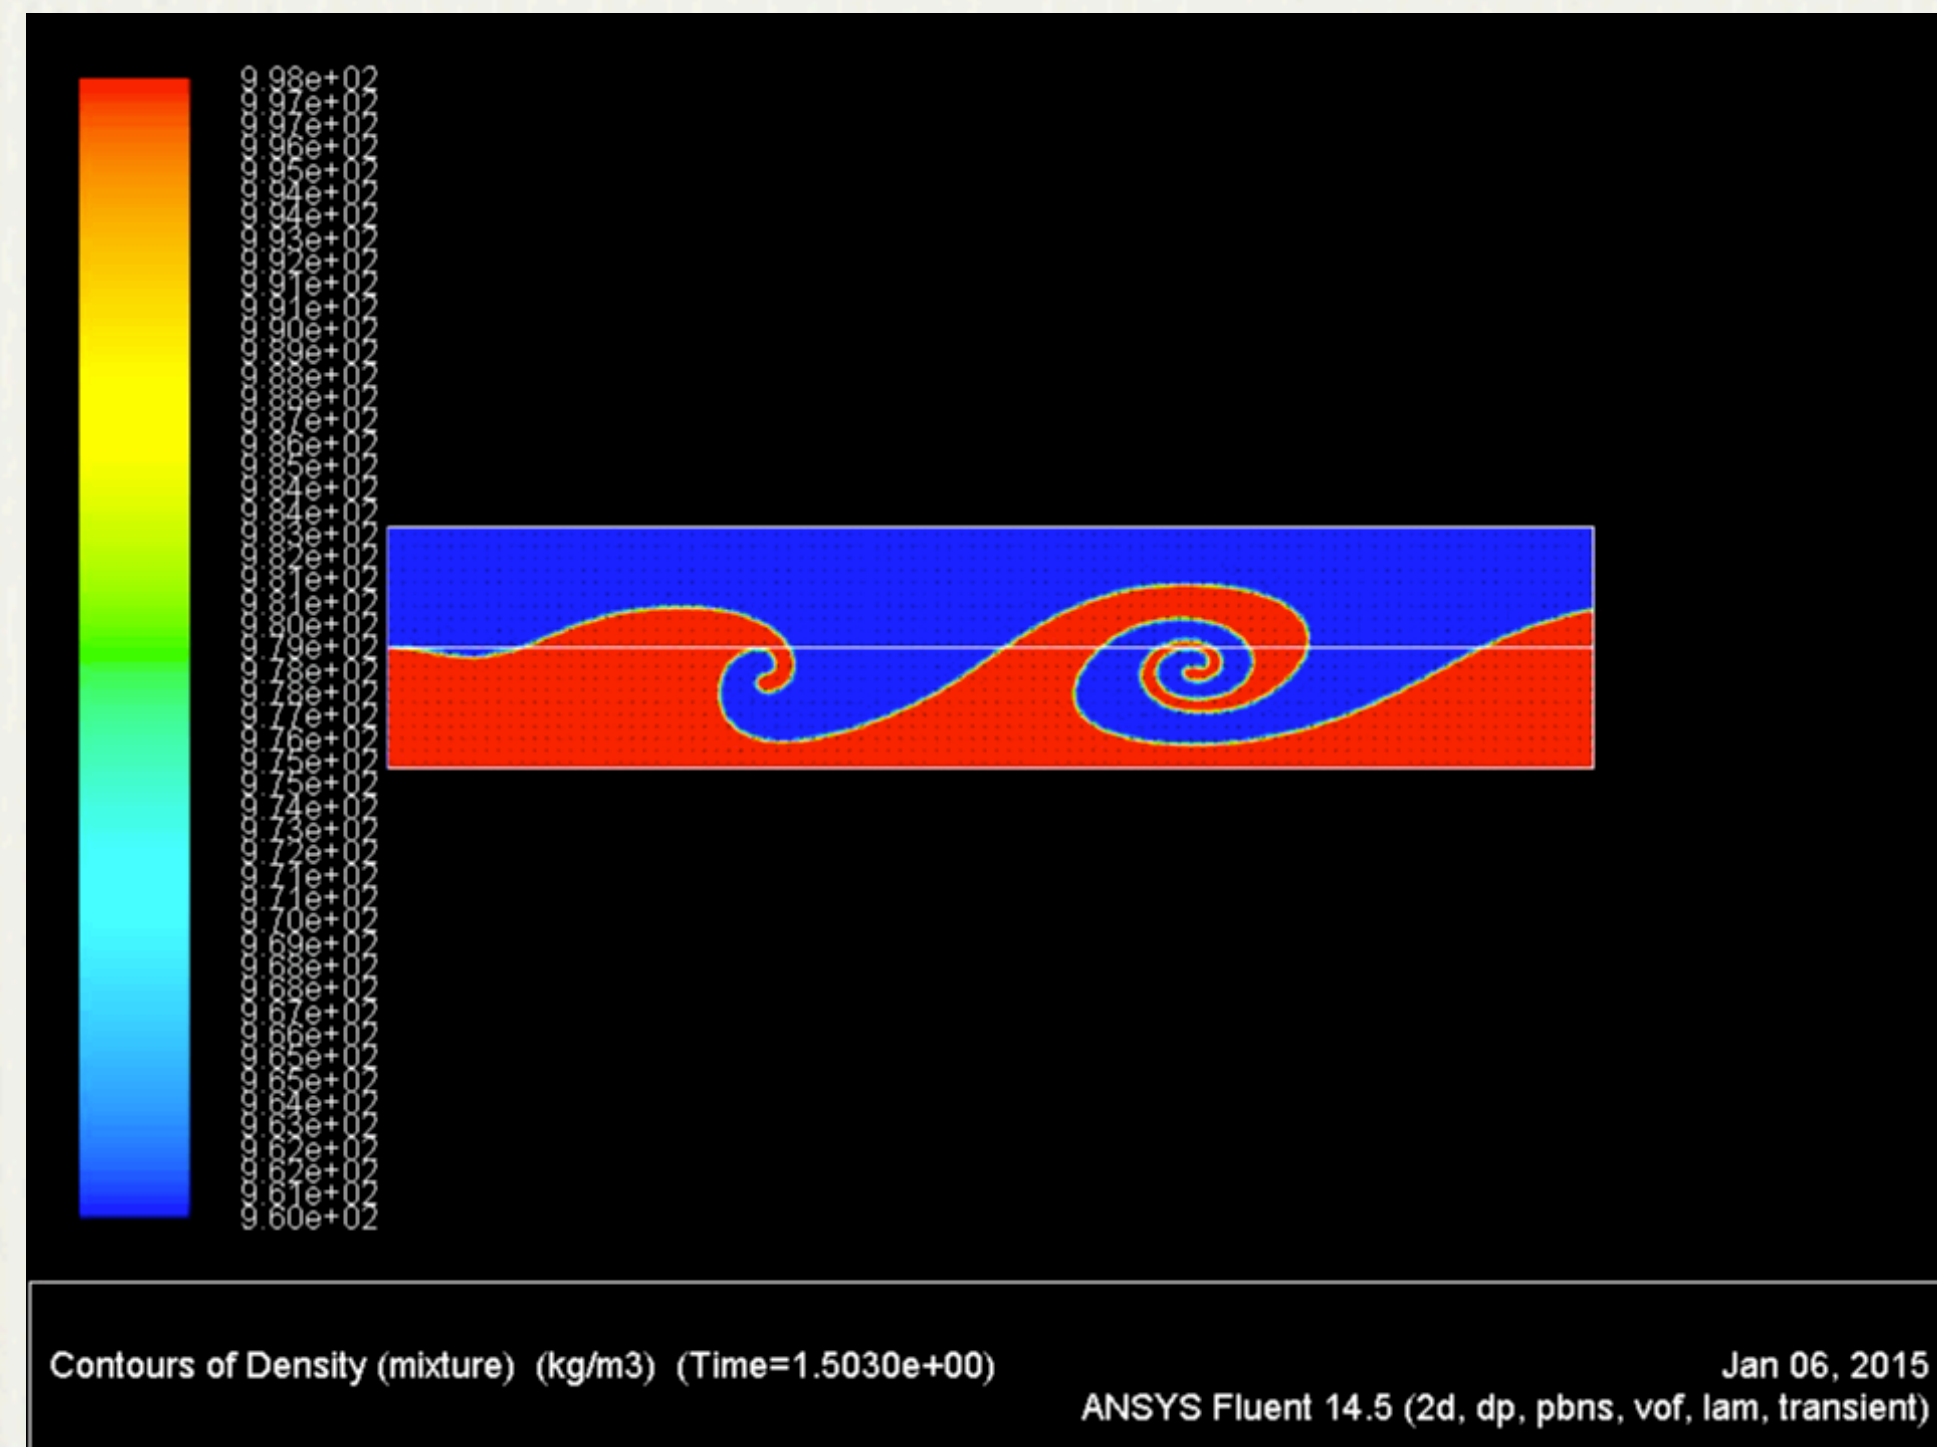 9.98e+02
9.97e+02
9.97e+02
9.96e+02
9.95e+02
9.94e+02
9.94e+02
9.93e+02
9.92e+02
9.91e+02
9.91e+02
9.90e+02
9.89e+02
9.88e+02
9.88e+02
9.87e+02
9.86e+02
9.85e+02
9.84e+02
9.84e+02
9.83e+02
9.82e+02
9.81e+02
9.81e+02
9.80e+02
9.79e+02
9.78e+02
9.78e+02
9.77e+02
9.76e+02
9.75e+02
9.75e+02
9.74e+02
9.73e+02
9.72e+02
9.71e+02
9.71e+02
9.70e+02
9.69e+02
9.68e+02
9.68e+02
9.67e+02
9.66e+02
9.65e+02
9.65e+02
9.64e+02
9.63e+02
9.62e+02
9.62e+02
9.61e+02
9.60e+02
Contours of Density (mixture) (kg/m3) (Time=1.5030e+00)
Jan 06, 2015
ANSYS Fluent 14.5 (2d, dp, pbns, vof, lam, transient)